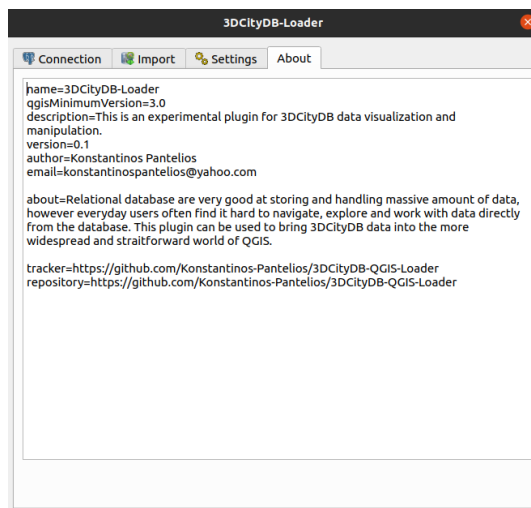 3DCityDB-Loader
Connection Import Settings About
name=3DCityDB-Loader
qgisMinimumVersion=3.0
description=This is an experimental plugin for 3DCityDB data visualization and
manipulation.
version=0.1
author=Konstantinos Pantelios
email=konstantinospantelios@yahoo.com
about=Relational database are very good at storing and handling massive amount of data,
however everyday users often find it hard to navigate, explore and work with data directly
from the database. This plugin can be used to bring 3DCityDB data into the more
widespread and straitforward world of QGIS.
tracker=https://github.com/Konstantinos-Pantelios/3DCityDB-QGIS-Loader
repository=https://github.com/Konstantinos-Pantelios/3DCityDB-QGIS-Loader